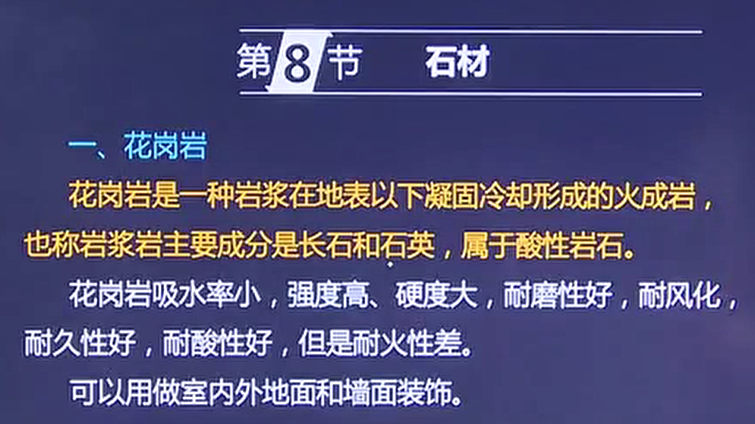 第8节 石材
一、花岗岩
花岗岩是一种岩浆在地表以下凝固冷却形成的火成岩，
也称岩浆岩主要成分是长石和石英，属于酸性岩石。
花岗岩吸水率小，强度高、硬度大，耐磨性好，耐风化，
耐久性好，耐酸性好，但是耐火性差。
可以用做室内外地面和墙面装饰。